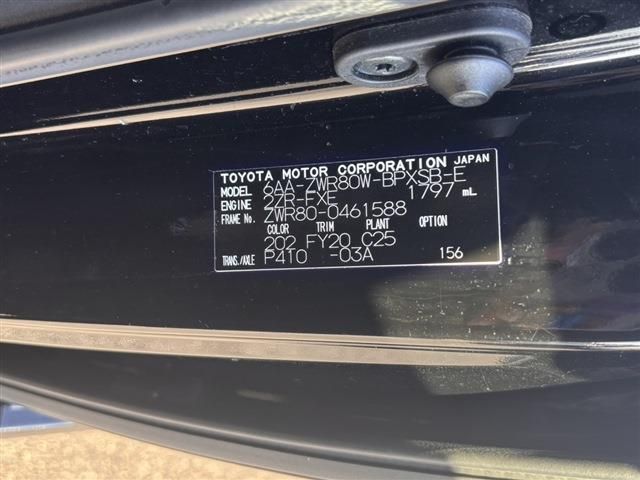 TOYOTA MOTOR CORPORATION JAPAN
MODEL 6AA-ZWR80W-BPXSB-E
ENGINE 2ZR-FXE 1797 mL
FRAME No. ZWR80-0461588
COLOR TRIM PLANT OPTION
202 FY20 C25
TRANS./AXLE P410 -03A 156